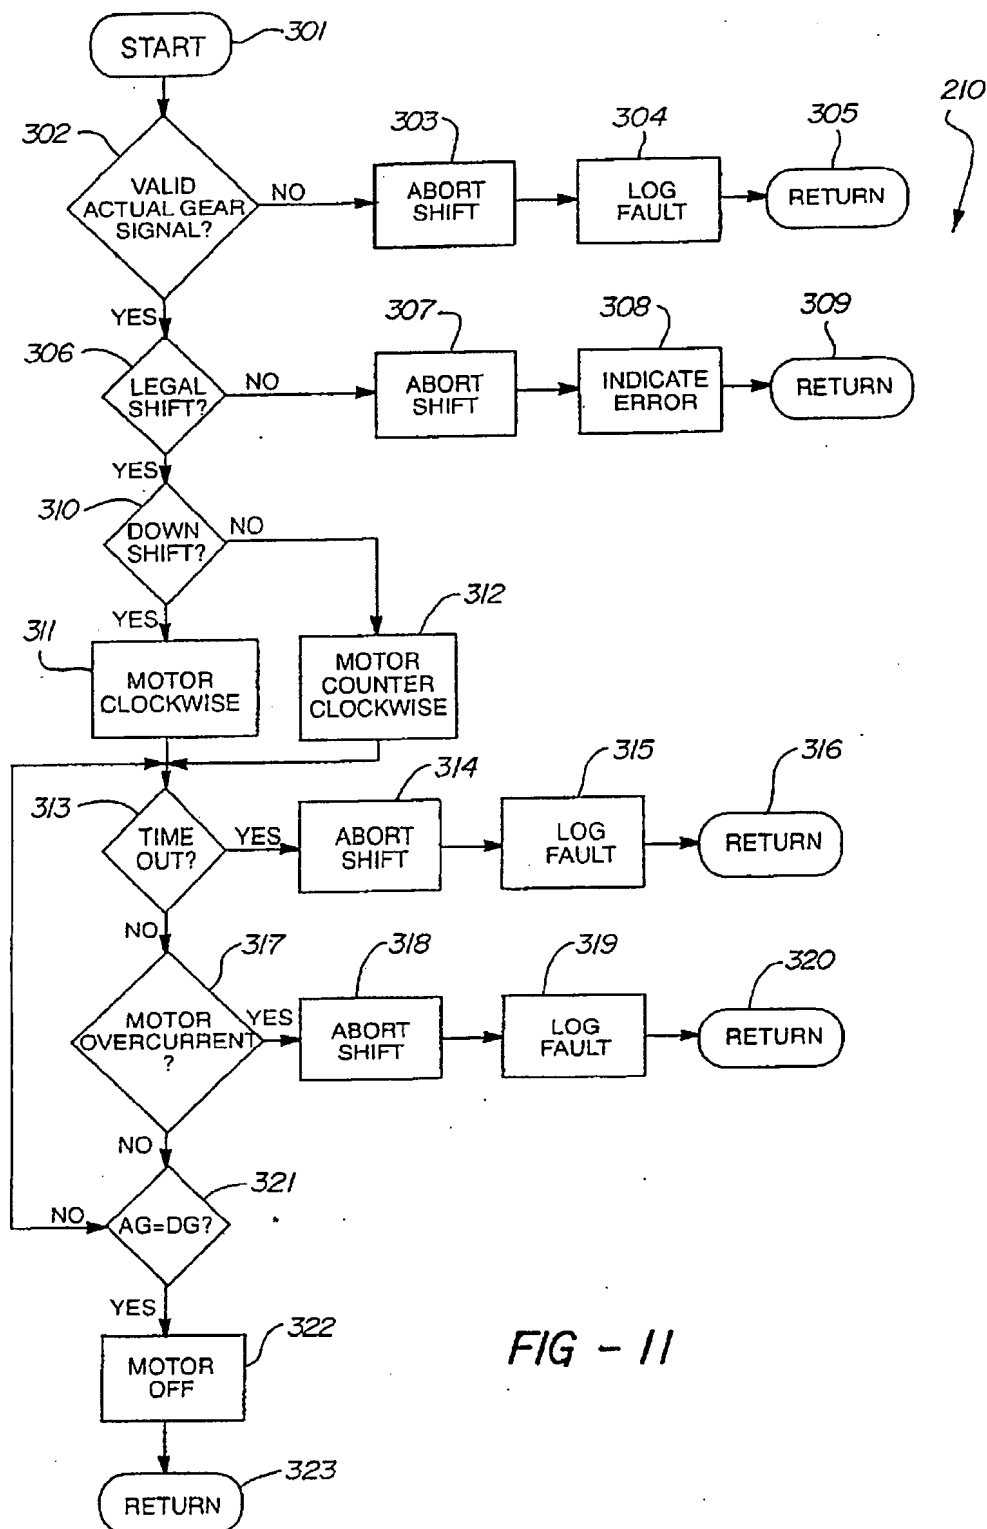 START
301
210
302
VALID
ACTUAL GEAR
SIGNAL?
NO
303
ABORT
SHIFT
304
LOG
FAULT
305
RETURN
YES
306
LEGAL
SHIFT?
NO
307
ABORT
SHIFT
308
INDICATE
ERROR
309
RETURN
YES
310
DOWN
SHIFT?
NO
YES
311
MOTOR
CLOCKWISE
312
MOTOR
COUNTER
CLOCKWISE
313
TIME
OUT?
YES
314
ABORT
SHIFT
315
LOG
FAULT
316
RETURN
NO
317
MOTOR
OVERCURRENT
?
YES
318
ABORT
SHIFT
319
LOG
FAULT
320
RETURN
NO
321
AG=DG?
NO
YES
322
MOTOR
OFF
323
RETURN
FIG - 11